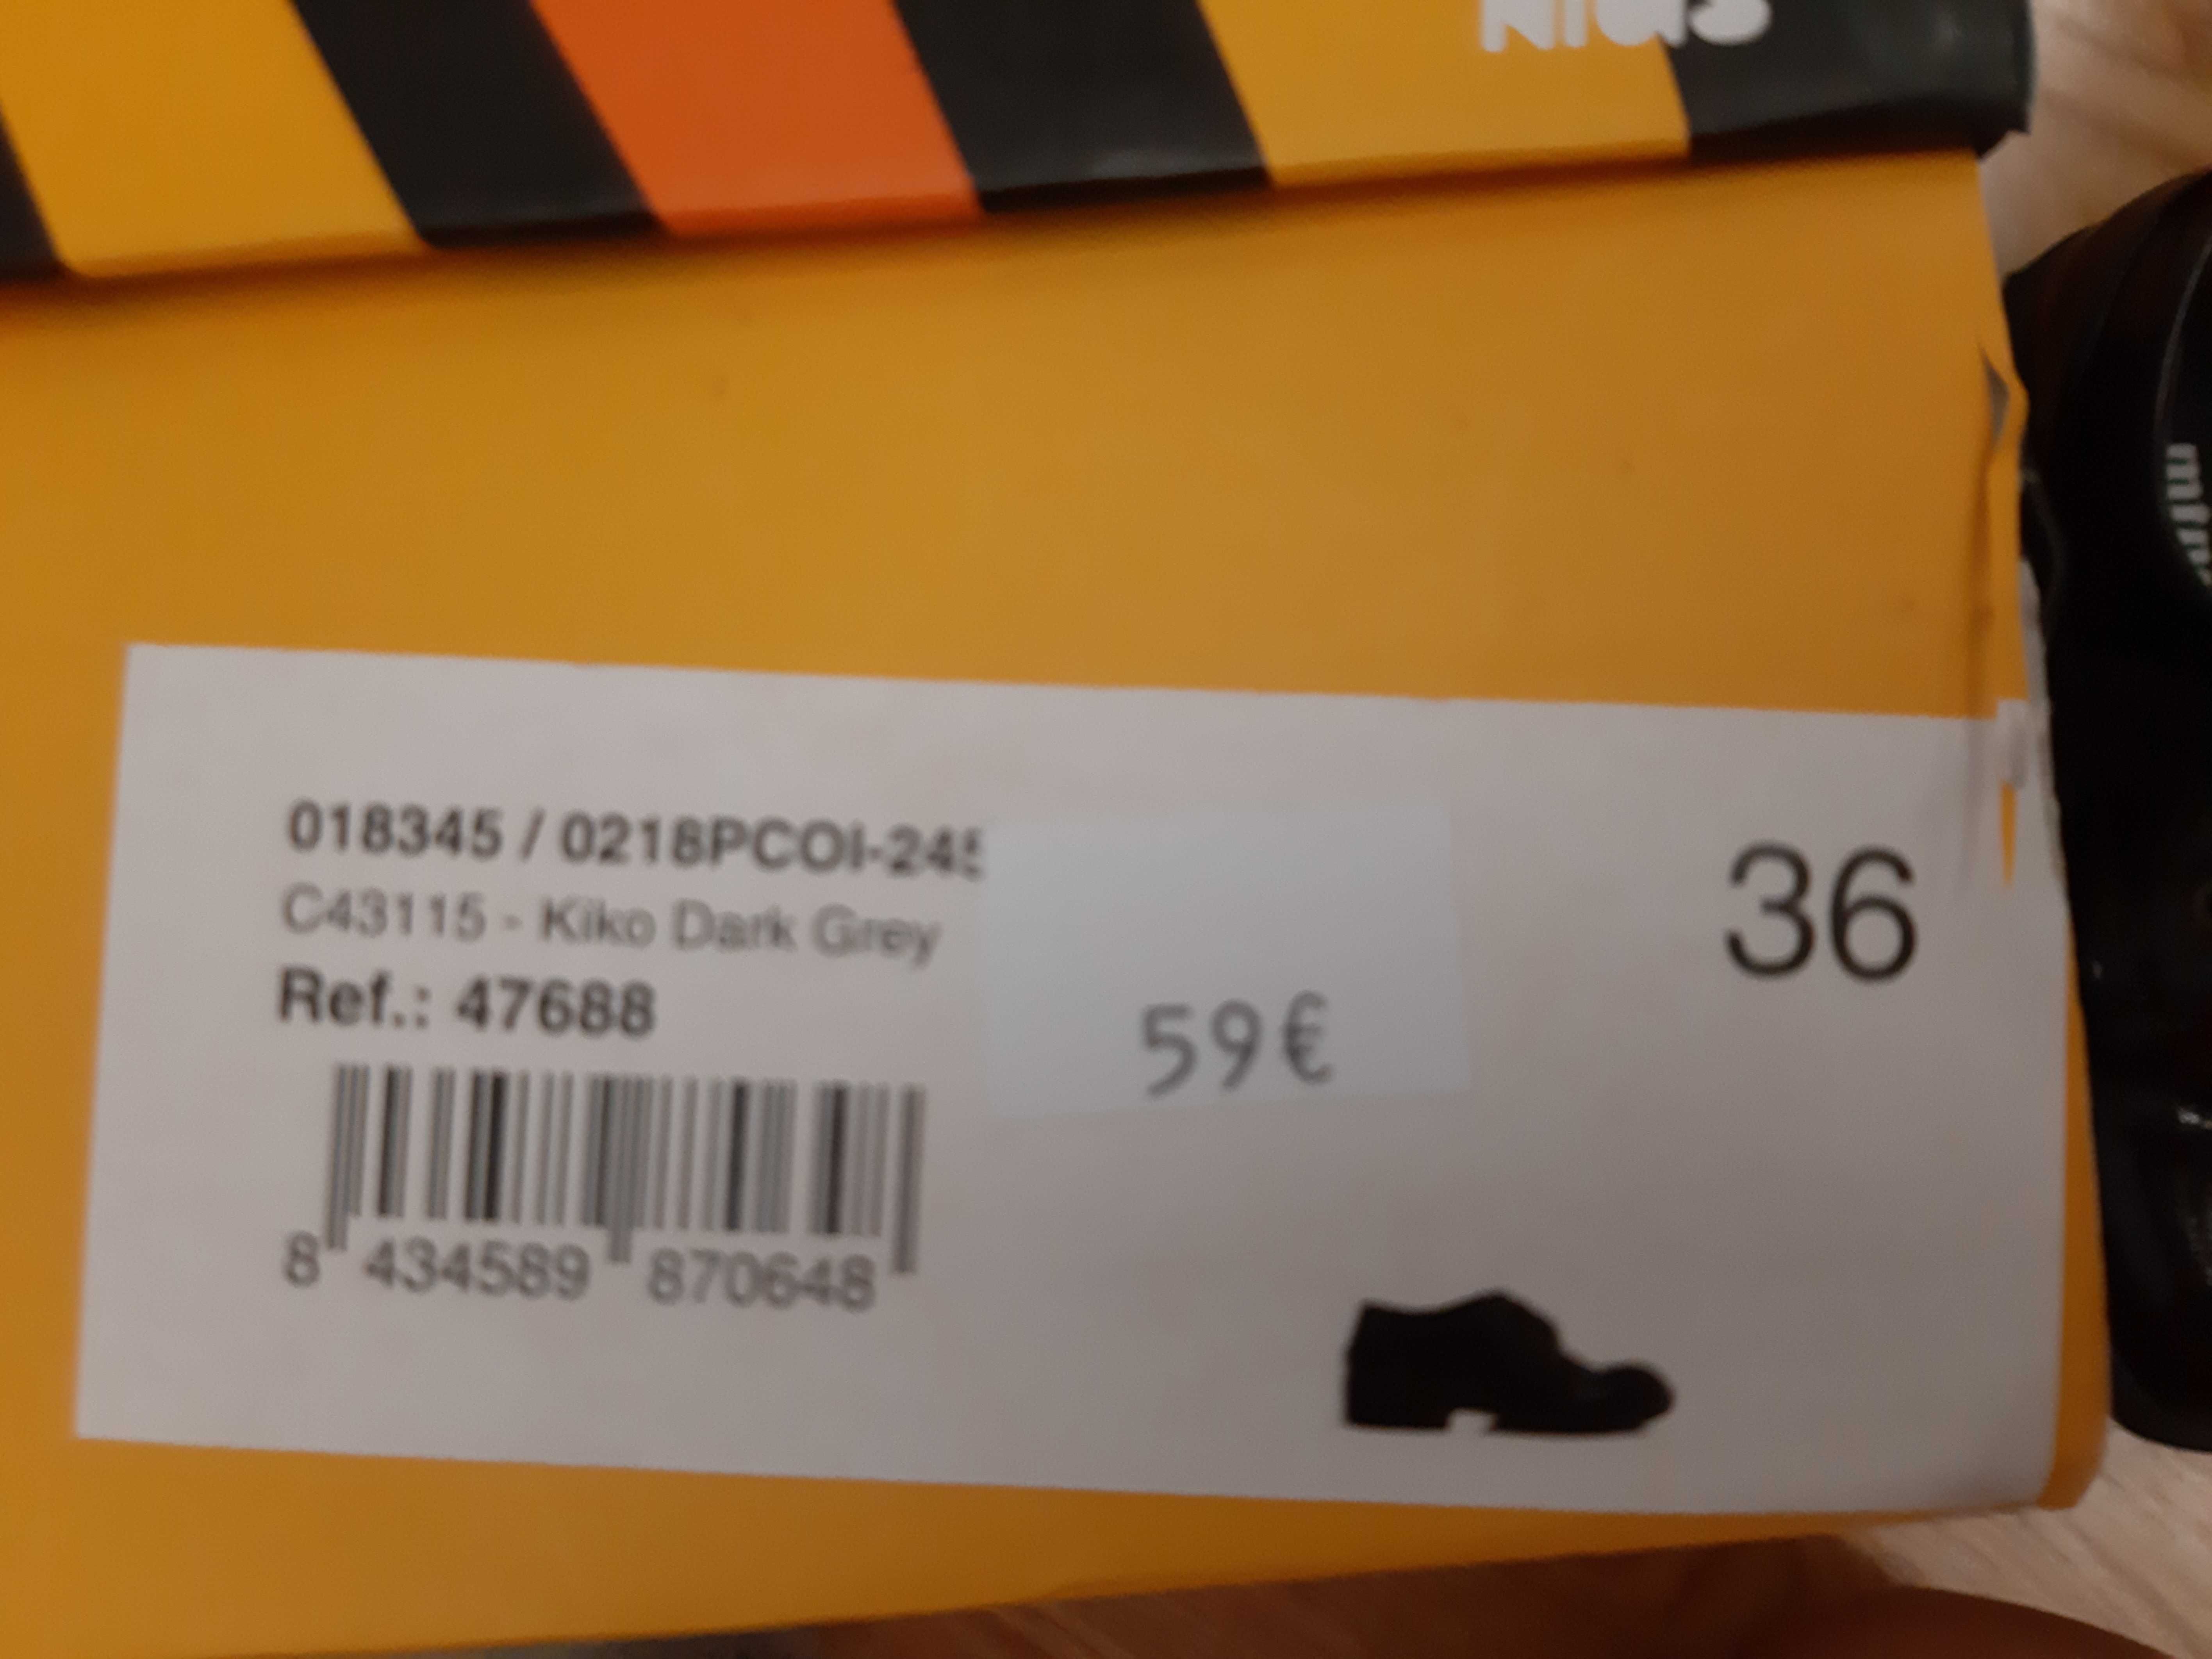 018345 / 0218PCOI-245
C43115 - Kiko Dark Grey
Ref.: 47688
59€
36
8 434589 870648